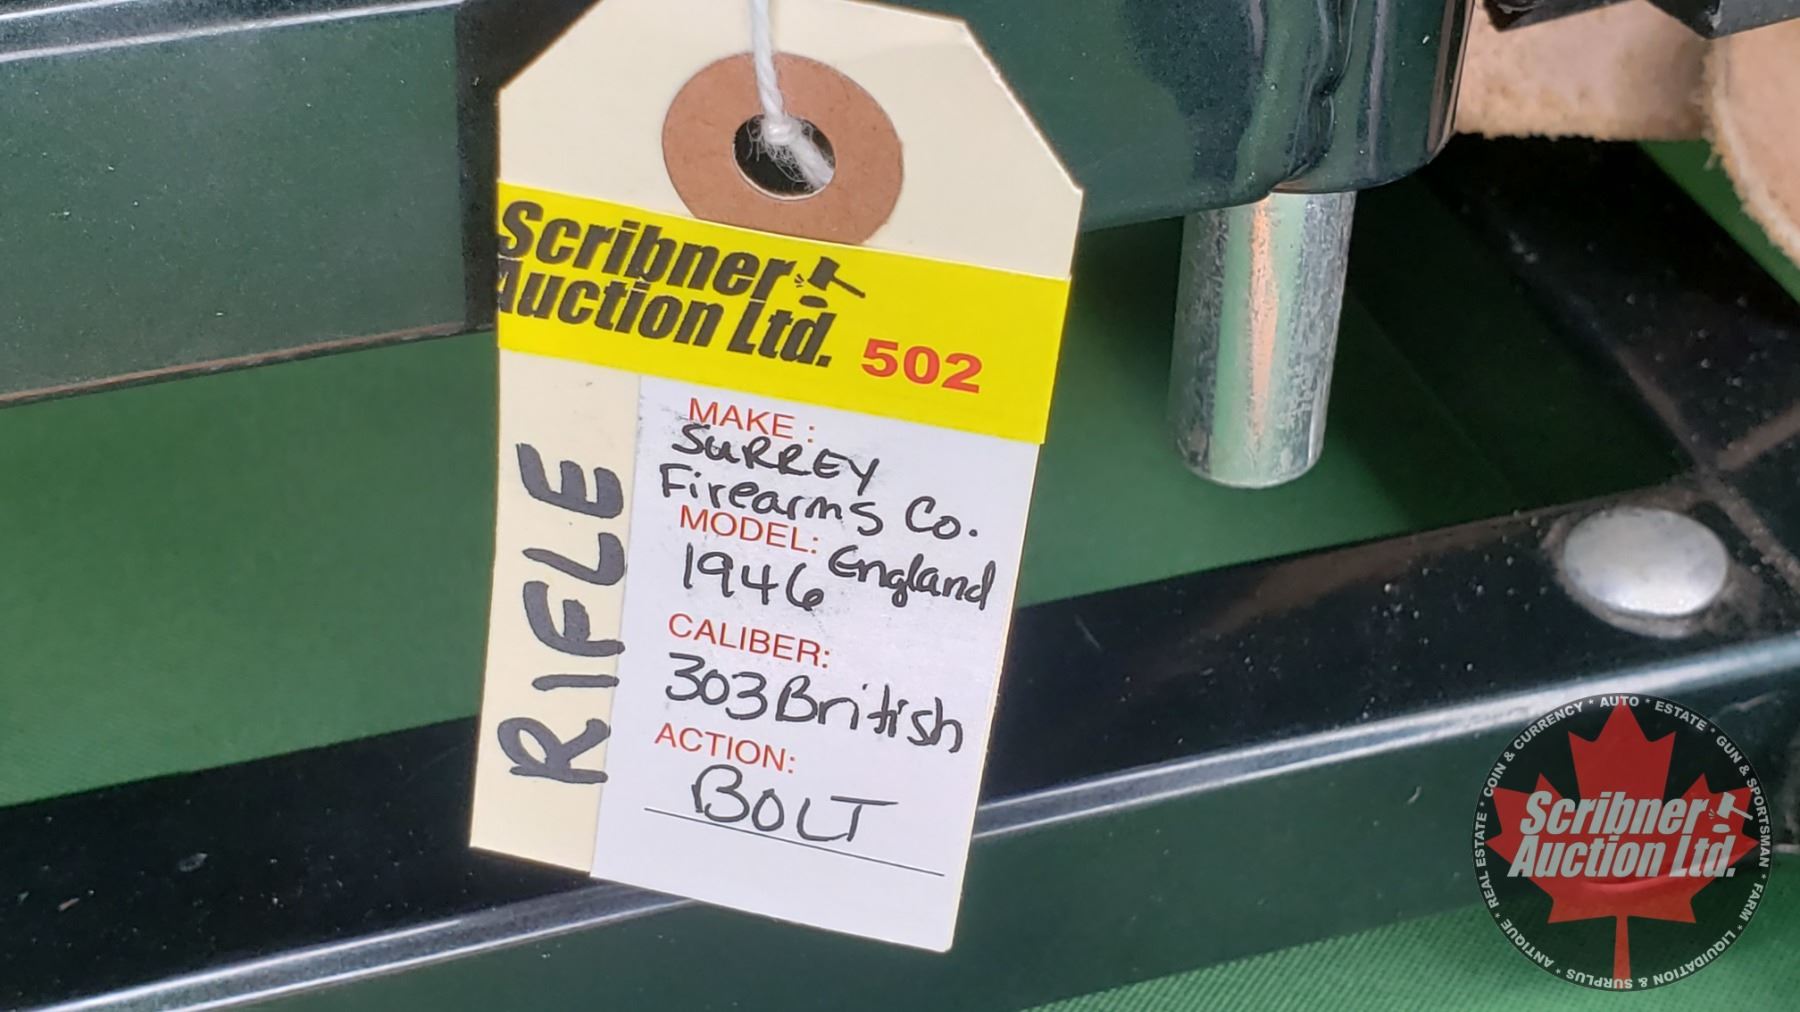 Scribner
Auction Ltd. 502
RIFLE
MAKE:
SURREY
Firearms Co.
MODEL: England
1946
CALIBER:
303 British
ACTION:
BOLT
Scribner
Auction Ltd.
REAL ESTATE * COIN & CURRENCY * AUTO * ESTATE * GUN & SPORTSMAN * FARM * LIQUIDATION & SURPLUS * ANTIQUE *